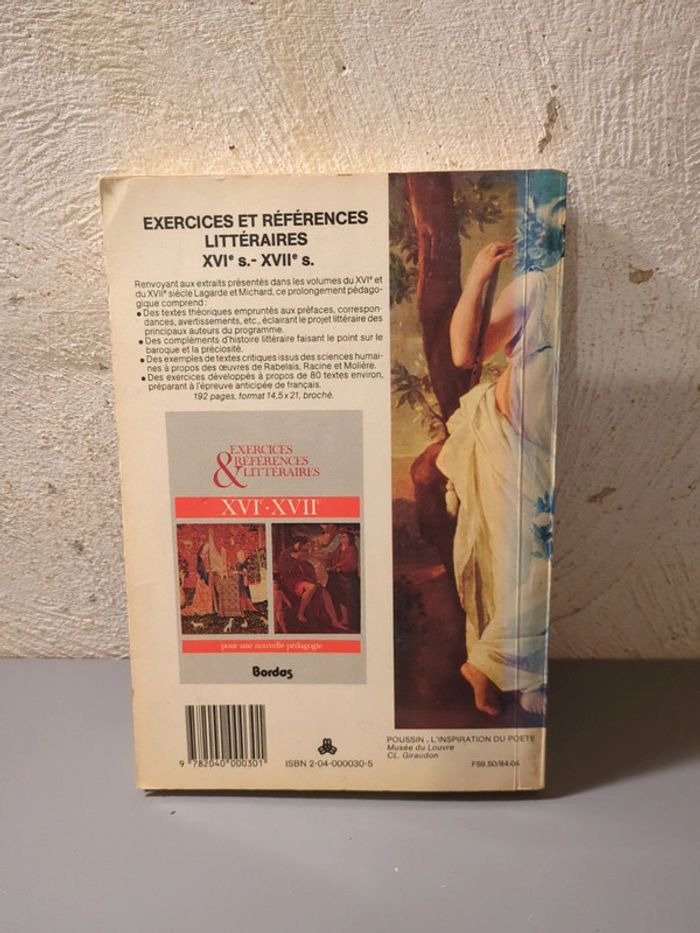 EXERCICES ET RÉFÉRENCES
LITTÉRAIRES
XVIe s.- XVIIe s.
Renvoyant aux extraits présentés dans les volumes du XVIe et
du XVIIe siècle Lagarde et Michard, ce prolongement pédago-
gique comprend :
● Des textes théoriques empruntés aux préfaces, correspon-
dances, avertissements, etc., éclairant le projet littéraire des
principaux auteurs du programme.
● Des compléments d'histoire littéraire faisant le point sur le
baroque et la préciosité.
● Des exemples de textes critiques issus des sciences humai-
nes à propos des œuvres de Rabelais, Racine et Molière.
● Des exercices développés à propos de 80 textes environ,
préparant à l'épreuve anticipée de français.
192 pages, format 14,5 x 21, broché.
EXERCICES
& RÉFÉRENCES
LITTÉRAIRES
XVIe·XVIIe
pour une nouvelle pédagogie
Bordas
9 782040 000301
ISBN 2-04-000030-5
POUSSIN , L'INSPIRATION DU POETE
Musée du Louvre
CL. Giraudon
F59.50/84-04